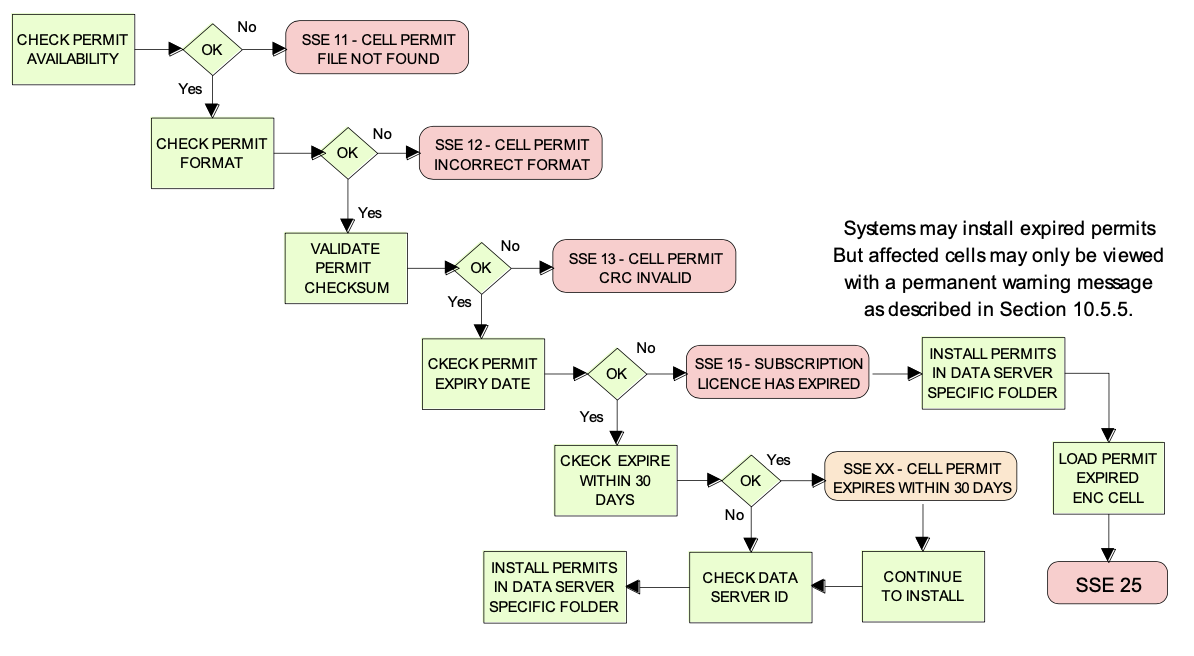 CHECK PERMIT
AVAILABILITY
OK
No
SSE 11 - CELL PERMIT
FILE NOT FOUND
Yes
CHECK PERMIT
FORMAT
OK
No
SSE 12 - CELL PERMIT
INCORRECT FORMAT
Yes
VALIDATE
PERMIT
CHECKSUM
OK
No
SSE 13 - CELL PERMIT
CRC INVALID
Yes
Systems may install expired permits
But affected cells may only be viewed
with a permanent warning message
as described in Section 10.5.5.
CKECK PERMIT
EXPIRY DATE
OK
No
SSE 15 - SUBSCRIPTION
LICENCE HAS EXPIRED
INSTALL PERMITS
IN DATA SERVER
SPECIFIC FOLDER
Yes
CKECK EXPIRE
WITHIN 30
DAYS
OK
Yes
SSE XX - CELL PERMIT
EXPIRES WITHIN 30 DAYS
LOAD PERMIT
EXPIRED
ENC CELL
No
INSTALL PERMITS
IN DATA SERVER
SPECIFIC FOLDER
CHECK DATA
SERVER ID
CONTINUE
TO INSTALL
SSE 25